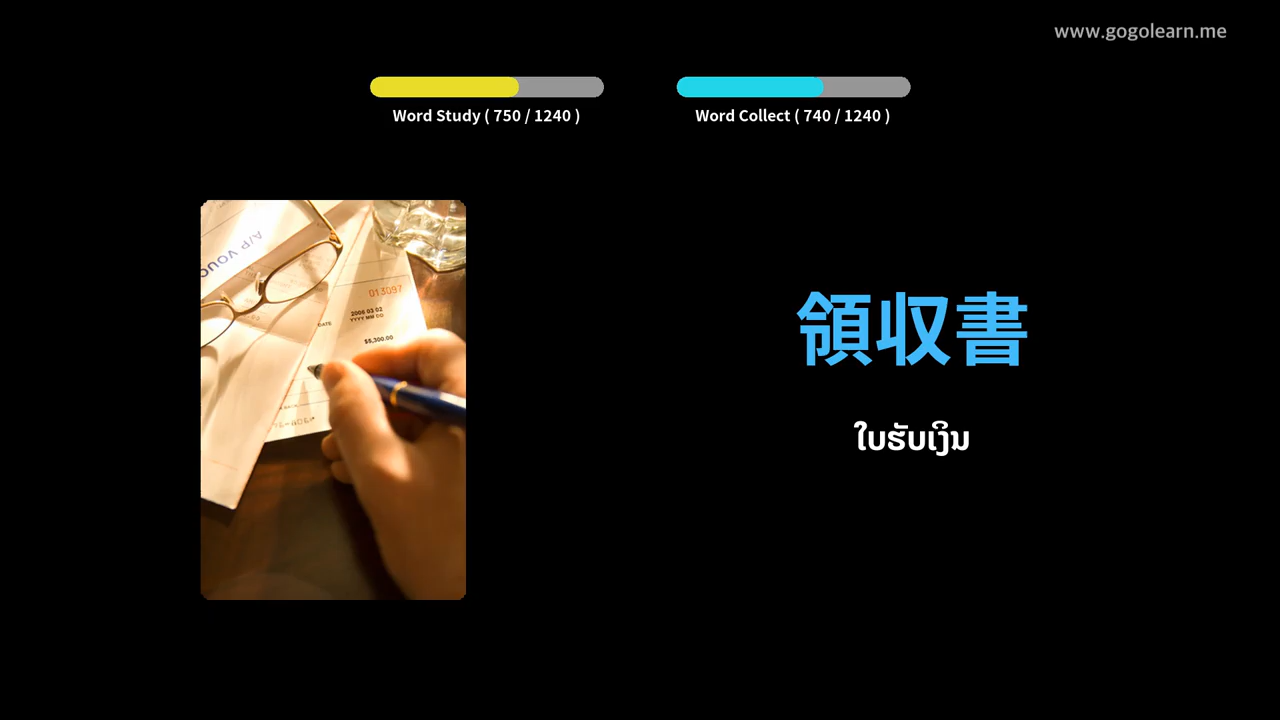 www.gogolearn.me
Word Study ( 750 / 1240 )
Word Collect ( 740 / 1240 )
A/P VOUC
013097
DATE
2006 03 02
YYYY MM DD
$5,300.00
領収書
ໃບຮັບເງິນ